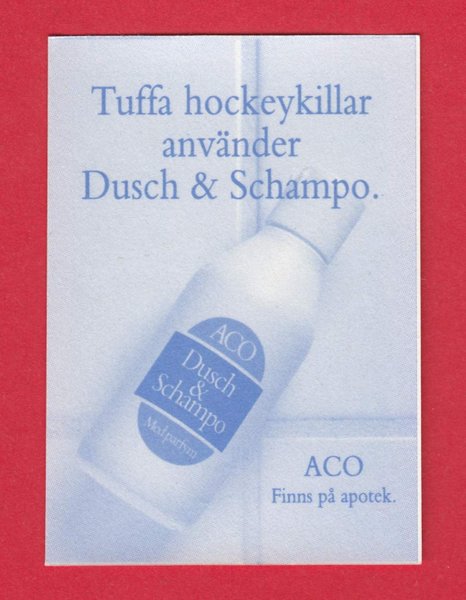 Tuffa hockeykillar
använder
Dusch & Schampo.
ACO
Dusch
&
Schampo
Med parfym
ACO
Finns på apotek.